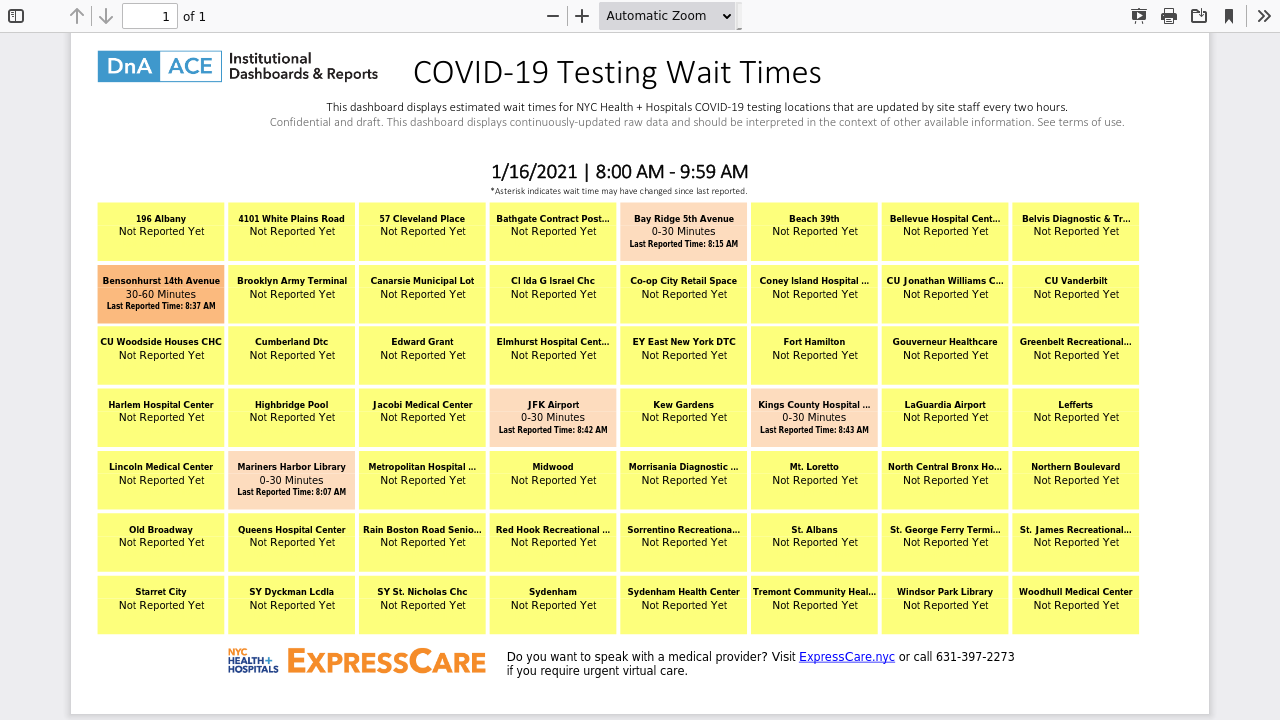 1 of 1 Automatic Zoom
DnA ACE Institutional Dashboards & Reports
COVID-19 Testing Wait Times
This dashboard displays estimated wait times for NYC Health + Hospitals COVID-19 testing locations that are updated by site staff every two hours.
Confidential and draft. This dashboard displays continuously-updated raw data and should be interpreted in the context of other available information. See terms of use.
1/16/2021 | 8:00 AM - 9:59 AM
*Asterisk indicates wait time may have changed since last reported.
196 Albany
Not Reported Yet
4101 White Plains Road
Not Reported Yet
57 Cleveland Place
Not Reported Yet
Bathgate Contract Post...
Not Reported Yet
Bay Ridge 5th Avenue
0-30 Minutes
Last Reported Time: 8:15 AM
Beach 39th
Not Reported Yet
Bellevue Hospital Cent...
Not Reported Yet
Belvis Diagnostic & Tr...
Not Reported Yet
Bensonhurst 14th Avenue
30-60 Minutes
Last Reported Time: 8:37 AM
Brooklyn Army Terminal
Not Reported Yet
Canarsie Municipal Lot
Not Reported Yet
Cl Ida G Israel Chc
Not Reported Yet
Co-op City Retail Space
Not Reported Yet
Coney Island Hospital ...
Not Reported Yet
CU Jonathan Williams C...
Not Reported Yet
CU Vanderbilt
Not Reported Yet
CU Woodside Houses CHC
Not Reported Yet
Cumberland Dtc
Not Reported Yet
Edward Grant
Not Reported Yet
Elmhurst Hospital Cent...
Not Reported Yet
EY East New York DTC
Not Reported Yet
Fort Hamilton
Not Reported Yet
Gouverneur Healthcare
Not Reported Yet
Greenbelt Recreational...
Not Reported Yet
Harlem Hospital Center
Not Reported Yet
Highbridge Pool
Not Reported Yet
Jacobi Medical Center
Not Reported Yet
JFK Airport
0-30 Minutes
Last Reported Time: 8:42 AM
Kew Gardens
Not Reported Yet
Kings County Hospital ...
0-30 Minutes
Last Reported Time: 8:43 AM
LaGuardia Airport
Not Reported Yet
Lefferts
Not Reported Yet
Lincoln Medical Center
Not Reported Yet
Mariners Harbor Library
0-30 Minutes
Last Reported Time: 8:07 AM
Metropolitan Hospital ...
Not Reported Yet
Midwood
Not Reported Yet
Morrisania Diagnostic ...
Not Reported Yet
Mt. Loretto
Not Reported Yet
North Central Bronx Ho...
Not Reported Yet
Northern Boulevard
Not Reported Yet
Old Broadway
Not Reported Yet
Queens Hospital Center
Not Reported Yet
Rain Boston Road Senio...
Not Reported Yet
Red Hook Recreational ...
Not Reported Yet
Sorrentino Recreationa...
Not Reported Yet
St. Albans
Not Reported Yet
St. George Ferry Termi...
Not Reported Yet
St. James Recreational...
Not Reported Yet
Starret City
Not Reported Yet
SY Dyckman Lcdla
Not Reported Yet
SY St. Nicholas Chc
Not Reported Yet
Sydenham
Not Reported Yet
Sydenham Health Center
Not Reported Yet
Tremont Community Heal...
Not Reported Yet
Windsor Park Library
Not Reported Yet
Woodhull Medical Center
Not Reported Yet
NYC
HEALTH+
HOSPITALS
EXPRESSCARE
Do you want to speak with a medical provider? Visit ExpressCare.nyc or call 631-397-2273
if you require urgent virtual care.